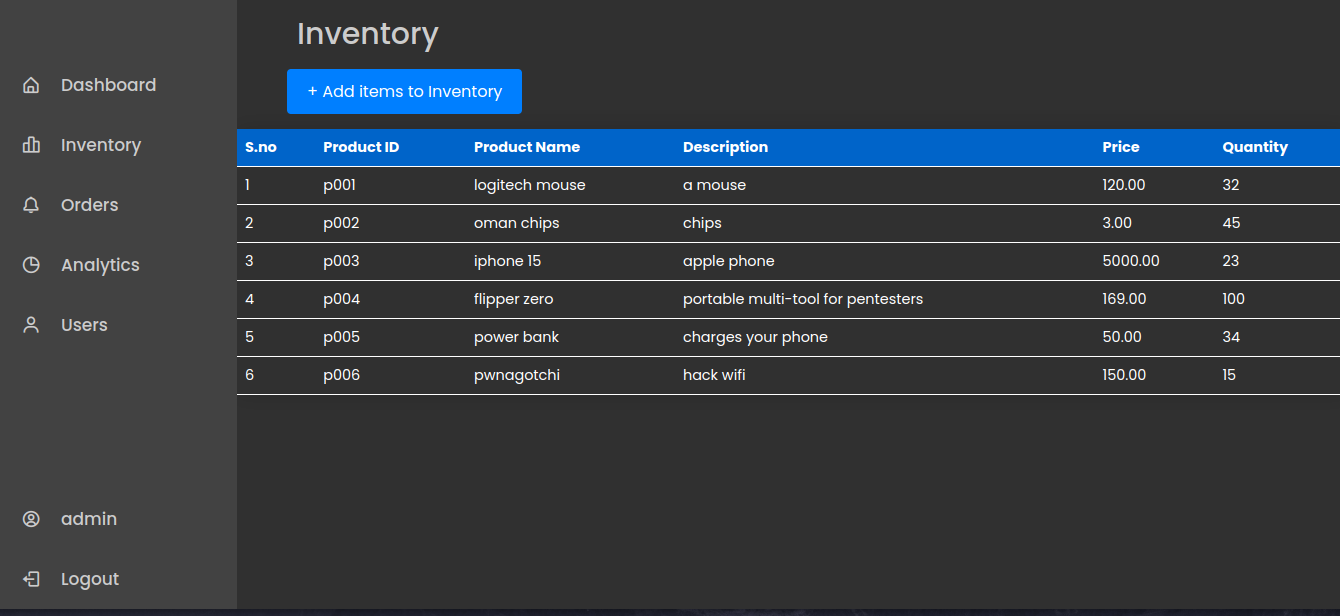 Dashboard
Inventory
Orders
Analytics
Users
admin
Logout
Inventory
+ Add items to Inventory
S.no Product ID Product Name Description Price Quantity
1 p001 logitech mouse a mouse 120.00 32
2 p002 oman chips chips 3.00 45
3 p003 iphone 15 apple phone 5000.00 23
4 p004 flipper zero portable multi-tool for pentesters 169.00 100
5 p005 power bank charges your phone 50.00 34
6 p006 pwnagotchi hack wifi 150.00 15